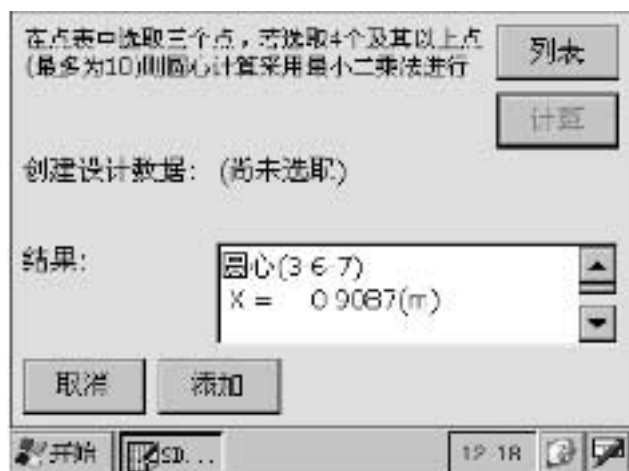 在点表中选取三个点，若选取4个及其以上点
(最多为10)则圆心计算采用最小二乘法进行
列表
计算
创建设计数据: (尚未选取)
结果:
圆心(3-6-7)
X = 0.9087(m)
取消
添加
开始
SD...
12:18